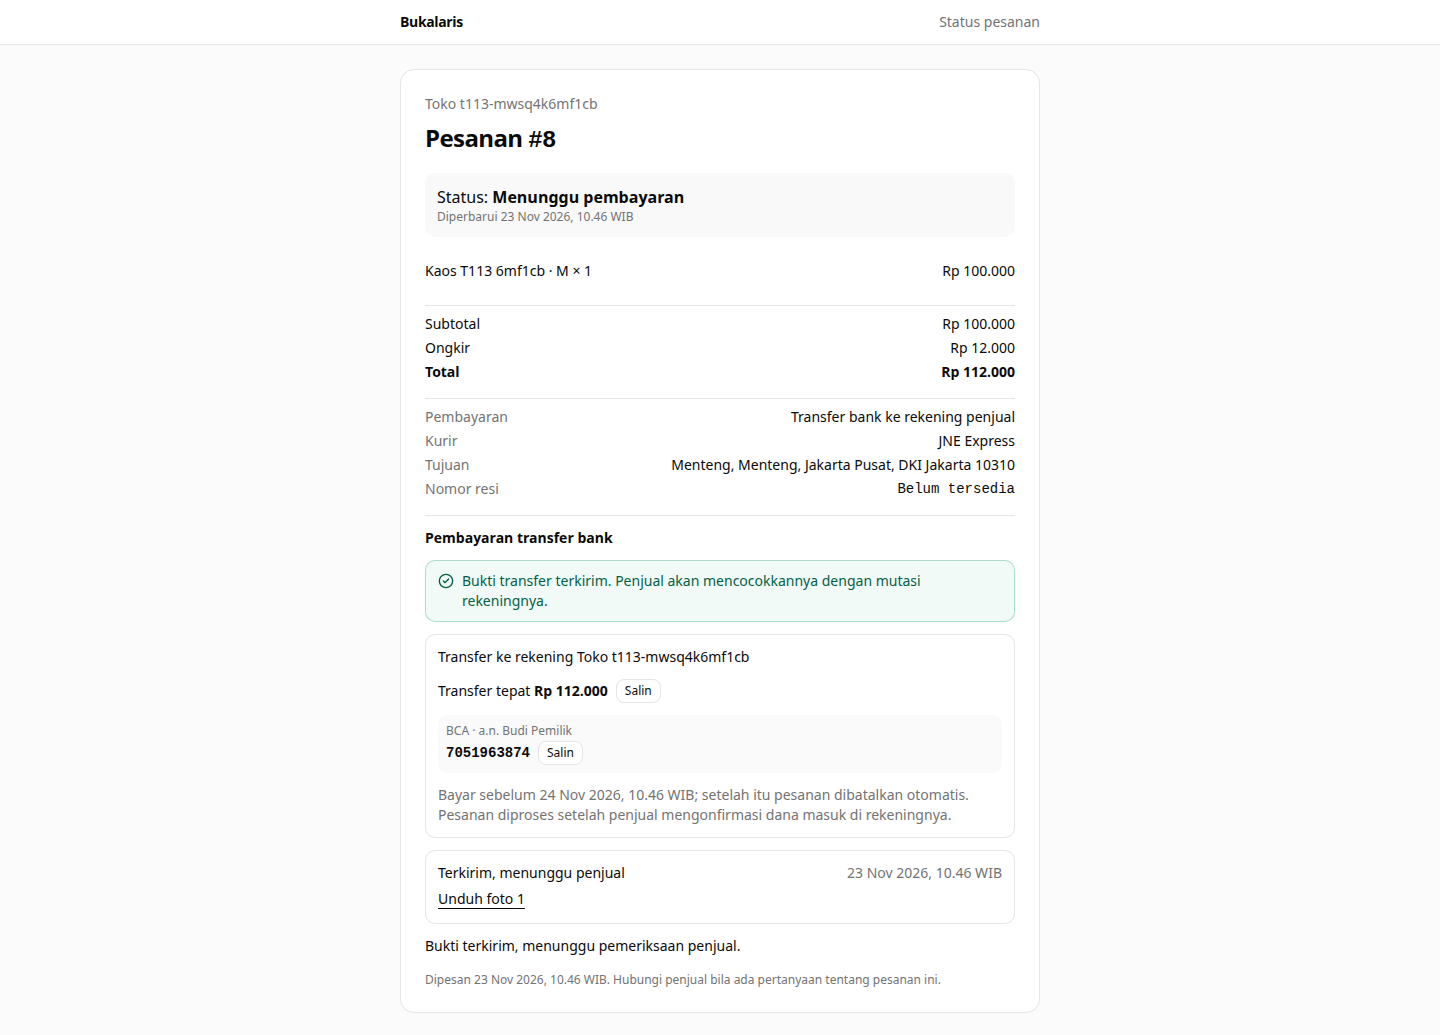 Bukalaris
Status pesanan
Toko t113-mwsq4k6mf1cb
Pesanan #8
Status: Menunggu pembayaran
Diperbarui 23 Nov 2026, 10.46 WIB
Kaos T113 6mf1cb · M × 1 Rp 100.000
Subtotal Rp 100.000
Ongkir Rp 12.000
Total Rp 112.000
Pembayaran Transfer bank ke rekening penjual
Kurir JNE Express
Tujuan Menteng, Menteng, Jakarta Pusat, DKI Jakarta 10310
Nomor resi Belum tersedia
Pembayaran transfer bank
Bukti transfer terkirim. Penjual akan mencocokkannya dengan mutasi
rekeningnya.
Transfer ke rekening Toko t113-mwsq4k6mf1cb
Transfer tepat Rp 112.000 Salin
BCA · a.n. Budi Pemilik
7051963874 Salin
Bayar sebelum 24 Nov 2026, 10.46 WIB; setelah itu pesanan dibatalkan otomatis.
Pesanan diproses setelah penjual mengonfirmasi dana masuk di rekeningnya.
Terkirim, menunggu penjual 23 Nov 2026, 10.46 WIB
Unduh foto 1
Bukti terkirim, menunggu pemeriksaan penjual.
Dipesan 23 Nov 2026, 10.46 WIB. Hubungi penjual bila ada pertanyaan tentang pesanan ini.